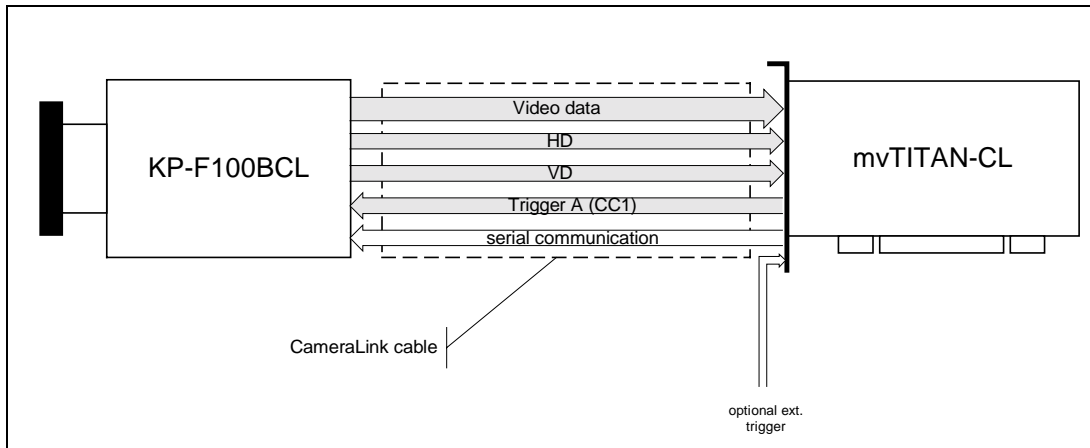 Video data
HD
VD
Trigger A (CC1)
serial communication
KP-F100BCL
mvTITAN-CL
CameraLink cable
optional ext.
trigger